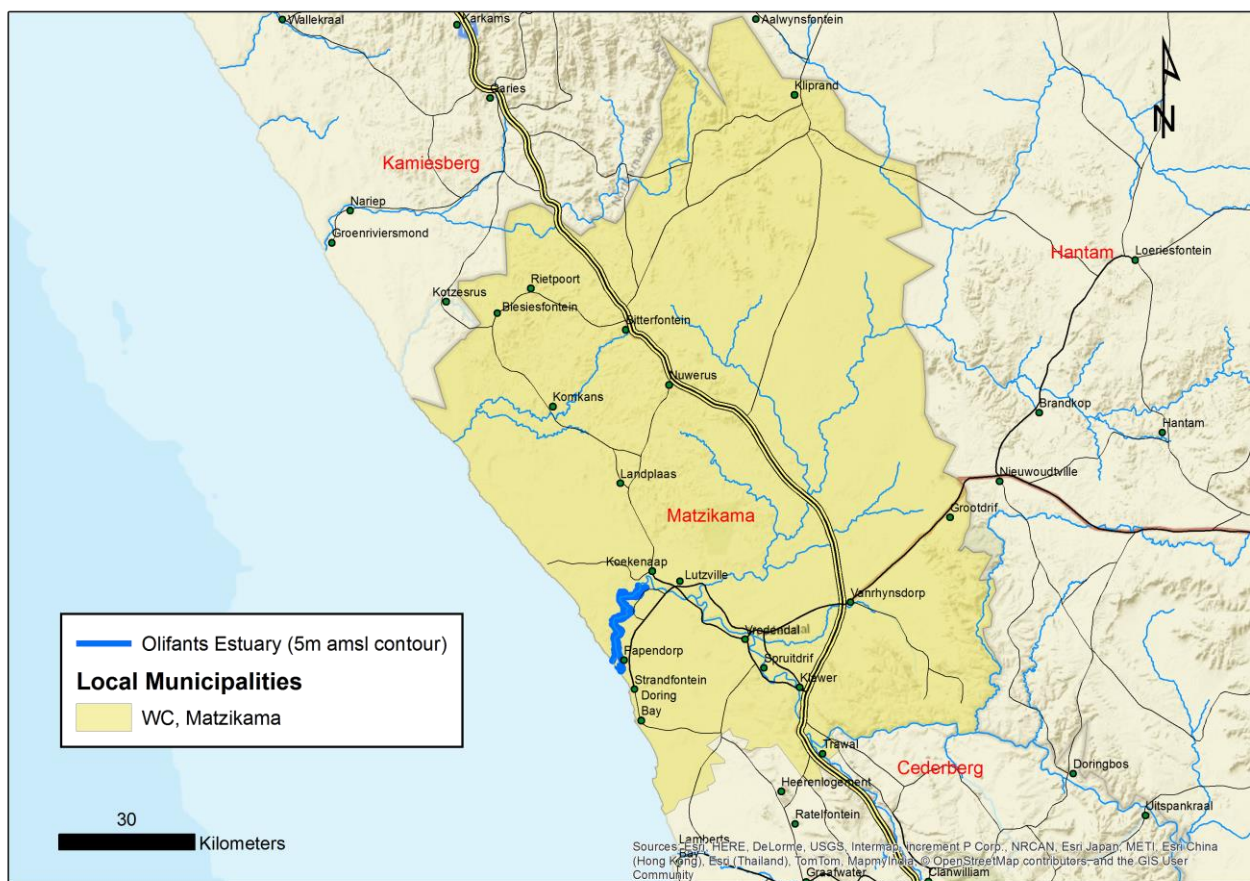 Wallekraal
Karkams
Aalwynsfontein
Garies
Kliprand
N
Kamiesberg
Nariep
Groenriviersmond
Hantam
Loeriesfontein
Kotzesrus
Rietpoort
Blesiesfontein
Bitterfontein
Nuwerus
Komkans
Brandkop
Hantam
Landplaas
Nieuwoudtville
Matzikama
Grootdrif
Koekenaap
Lutzville
Vanrhynsdorp
Vredendal
Papendorp
Spruitdrif
Klawer
Strandfontein
Doring
Bay
Trawal
Cederberg
Doringbos
Heerenlogement
Uitspankraal
Ratelfontein
Lamberts
Bay
Graafwater
Clanwilliam
Olifants Estuary (5m amsl contour)
Local Municipalities
WC, Matzikama
30
Kilometers
Sources: Esri, HERE, DeLorme, USGS, Intermap, increment P Corp., NRCAN, Esri Japan, METI, Esri China
(Hong Kong), Esri (Thailand), TomTom, MapmyIndia, © OpenStreetMap contributors, and the GIS User
Community